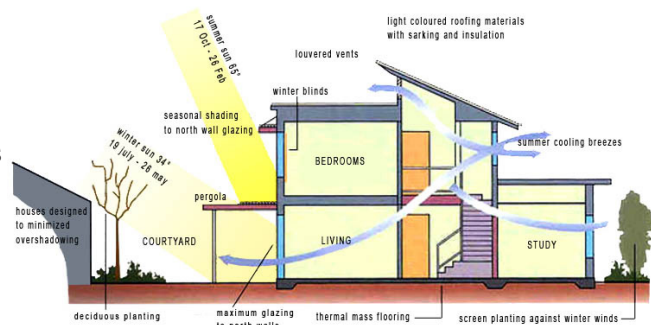 light coloured roofing materials
with sarking and insulation
louvered vents
summer sun 65°
17 Oct - 26 Feb
winter blinds
seasonal shading
to north wall glazing
winter sun 34°
19 july - 26 may
summer cooling breezes
BEDROOMS
pergola
houses designed
to minimized
overshadowing
COURTYARD
LIVING
STUDY
deciduous planting
maximum glazing
to north walls
thermal mass flooring
screen planting against winter winds